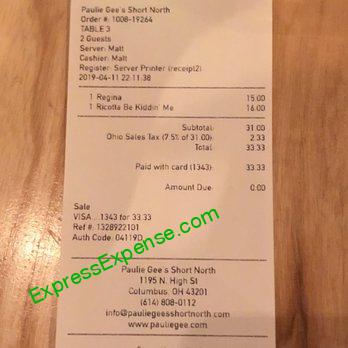 Paulie Gee's Short North
Order #: 1008-19264
TABLE 3
2 Guests
Server: Matt
Cashier: Matt
Register: Server Printer (receipt2)
2019-04-11 22:11:38
1 Regina 15.00
1 Ricotta Be Kiddin' Me 16.00
Subtotal: 31.00
Ohio Sales Tax (7.5% of 31.00): 2.33
Total: 33.33
Paid with card (1343): 33.33
Amount Due: 0.00
Sale
VISA ...1343 for 33.33
Ref #: 1328922101
Auth Code: 04119D
ExpressExpense.com
Paulie Gee's Short North
1195 N. High St
Columbus, OH 43201
(614) 808-0112
info@pauliegeesshortnorth.com
www.pauliegee.com